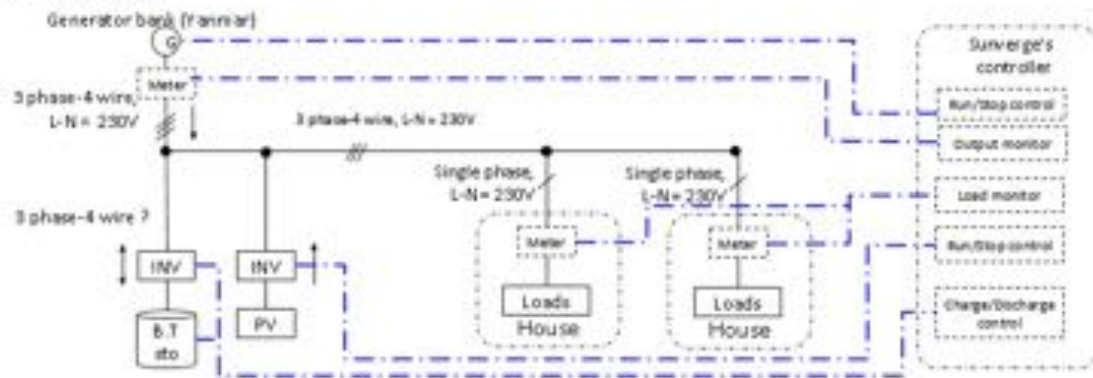 Generator bank (Yanmar)
G
Meter
3 phase-4 wire,
L-N = 230V
3 phase-4 wire, L-N = 230V
Single phase,
L-N = 230V
Single phase,
L-N = 230V
3 phase-4 wire ?
INV
INV
B.T
sto
PV
Meter
Loads
House
Meter
Loads
House
Sunverge's
controller
Run/Stop control
Output monitor
Load monitor
Run/Stop control
Charge/Discharge
control